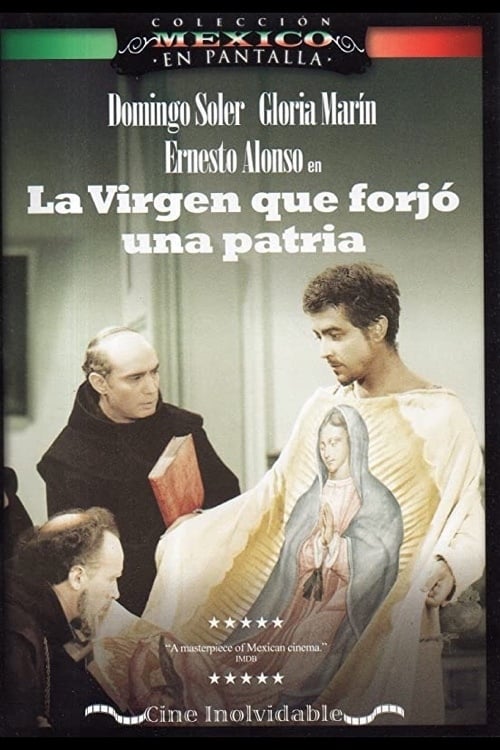 COLECCIÓN
MEXICO
· EN PANTALLA ·
Domingo Soler Gloria Marín
Ernesto Alonso en
La Virgen que forjó
una patria
★★★★★
“A masterpiece of Mexican cinema.”
IMDB
★★★★★
Cine Inolvidable